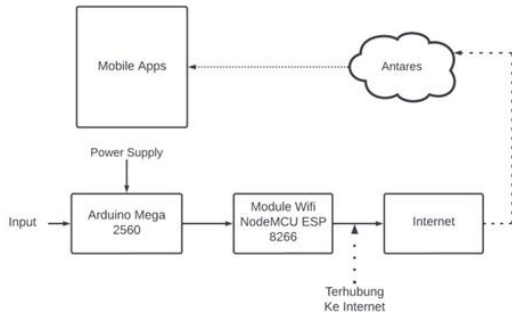 Mobile Apps
Antares
Power Supply
Input
Arduino Mega
2560
Module Wifi
NodeMCU ESP
8266
Internet
Terhubung
Ke Internet